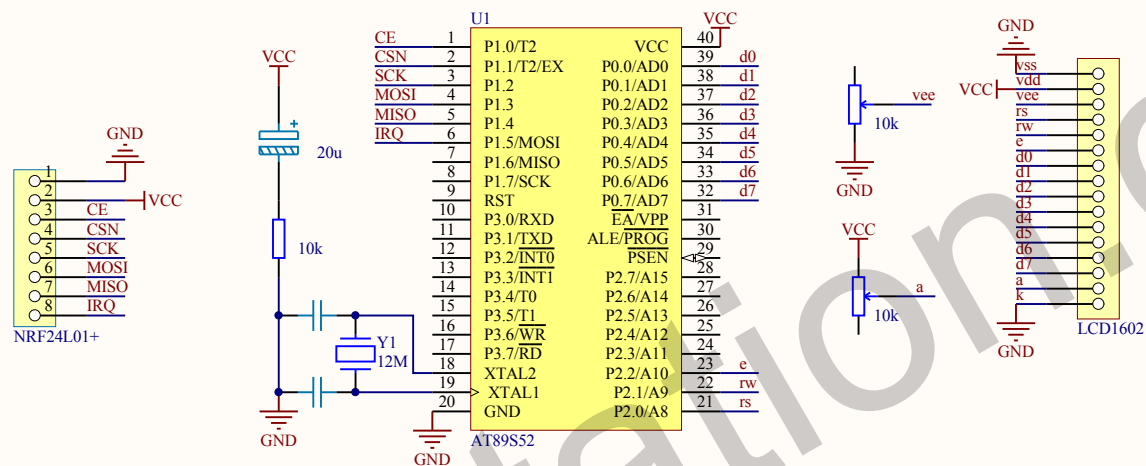 GND
1
2 VCC
3 CE
4 CSN
5 SCK
6 MOSI
7 MISO
8 IRQ
NRF24L01+
VCC
+
20u
10k
Y1
12M
GND
U1
CE 1 P1.0/T2
CSN 2 P1.1/T2/EX
SCK 3 P1.2
MOSI 4 P1.3
MISO 5 P1.4
IRQ 6 P1.5/MOSI
7 P1.6/MISO
8 P1.7/SCK
9 RST
10 P3.0/RXD
11 P3.1/TXD
12 P3.2/INT0
13 P3.3/INT1
14 P3.4/T0
15 P3.5/T1
16 P3.6/WR
17 P3.7/RD
18 XTAL2
19 XTAL1
20 GND
GND
AT89S52
VCC
VCC 40
P0.0/AD0 39 d0
P0.1/AD1 38 d1
P0.2/AD2 37 d2
P0.3/AD3 36 d3
P0.4/AD4 35 d4
P0.5/AD5 34 d5
P0.6/AD6 33 d6
P0.7/AD7 32 d7
EA/VPP 31
ALE/PROG 30
PSEN 29
P2.7/A15 28
P2.6/A14 27
P2.5/A13 26
P2.4/A12 25
P2.3/A11 24
P2.2/A10 23 e
P2.1/A9 22 rw
P2.0/A8 21 rs
vee
10k
GND
VCC
a
10k
GND
vss
VCC vdd
vee
rs
rw
e
d0
d1
d2
d3
d4
d5
d6
d7
a
k
GND
LCD1602